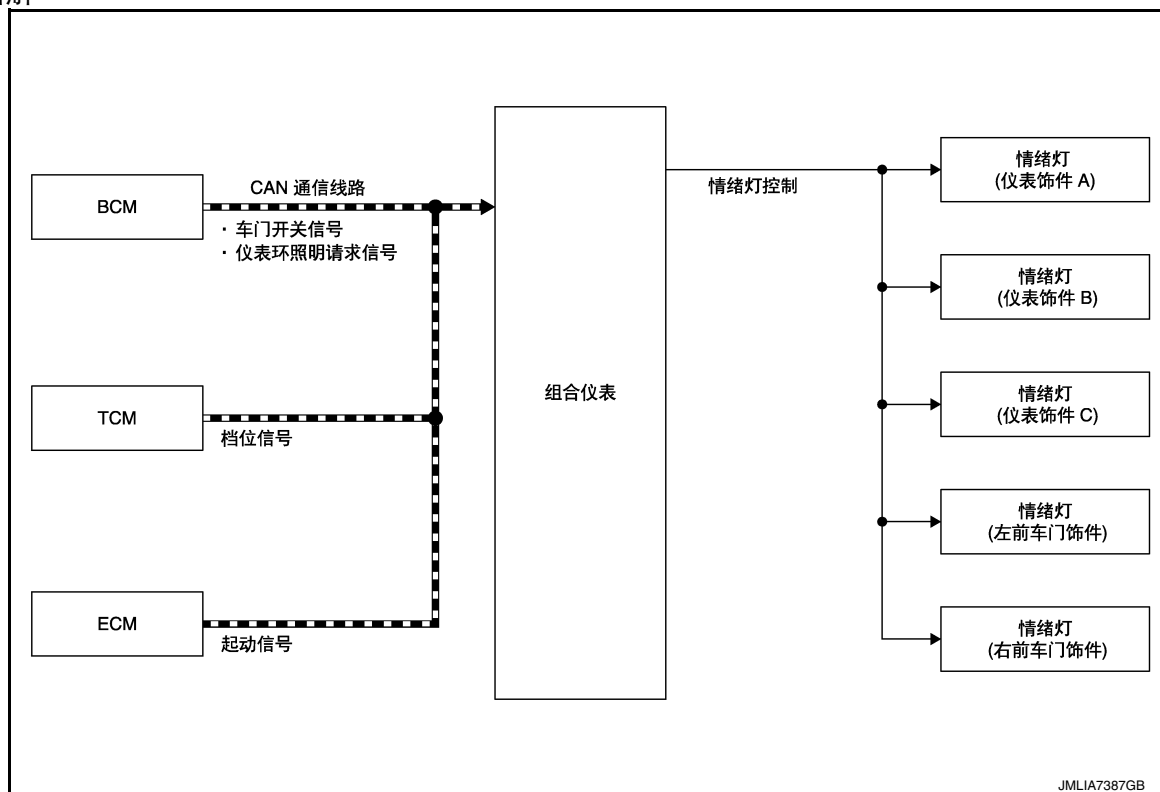 CAN 通信线路
BCM
· 车门开关信号
· 仪表环照明请求信号
TCM
档位信号
ECM
起动信号
组合仪表
情绪灯控制
情绪灯
(仪表饰件 A)
情绪灯
(仪表饰件 B)
情绪灯
(仪表饰件 C)
情绪灯
(左前车门饰件)
情绪灯
(右前车门饰件)
JMLIA7387GB